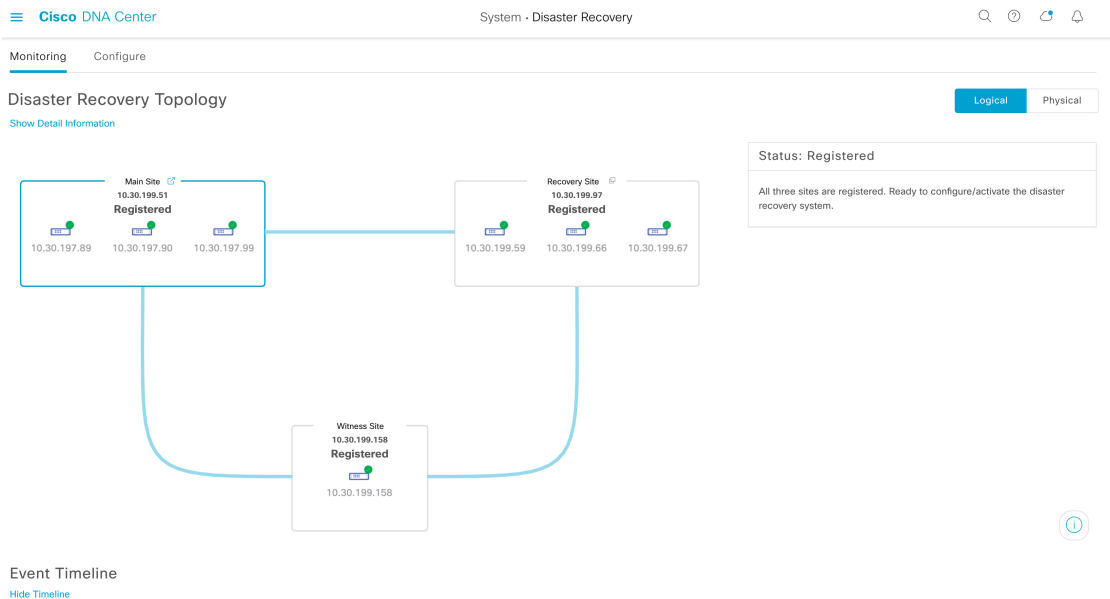 Cisco DNA Center
System · Disaster Recovery
Monitoring
Configure
Disaster Recovery Topology
Show Detail Information
Logical
Physical
Status: Registered
All three sites are registered. Ready to configure/activate the disaster
recovery system.
Main Site
10.30.199.51
Registered
10.30.197.89
10.30.197.90
10.30.197.99
Recovery Site
10.30.199.97
Registered
10.30.199.59
10.30.199.66
10.30.199.67
Witness Site
10.30.199.158
Registered
10.30.199.158
Event Timeline
Hide Timeline